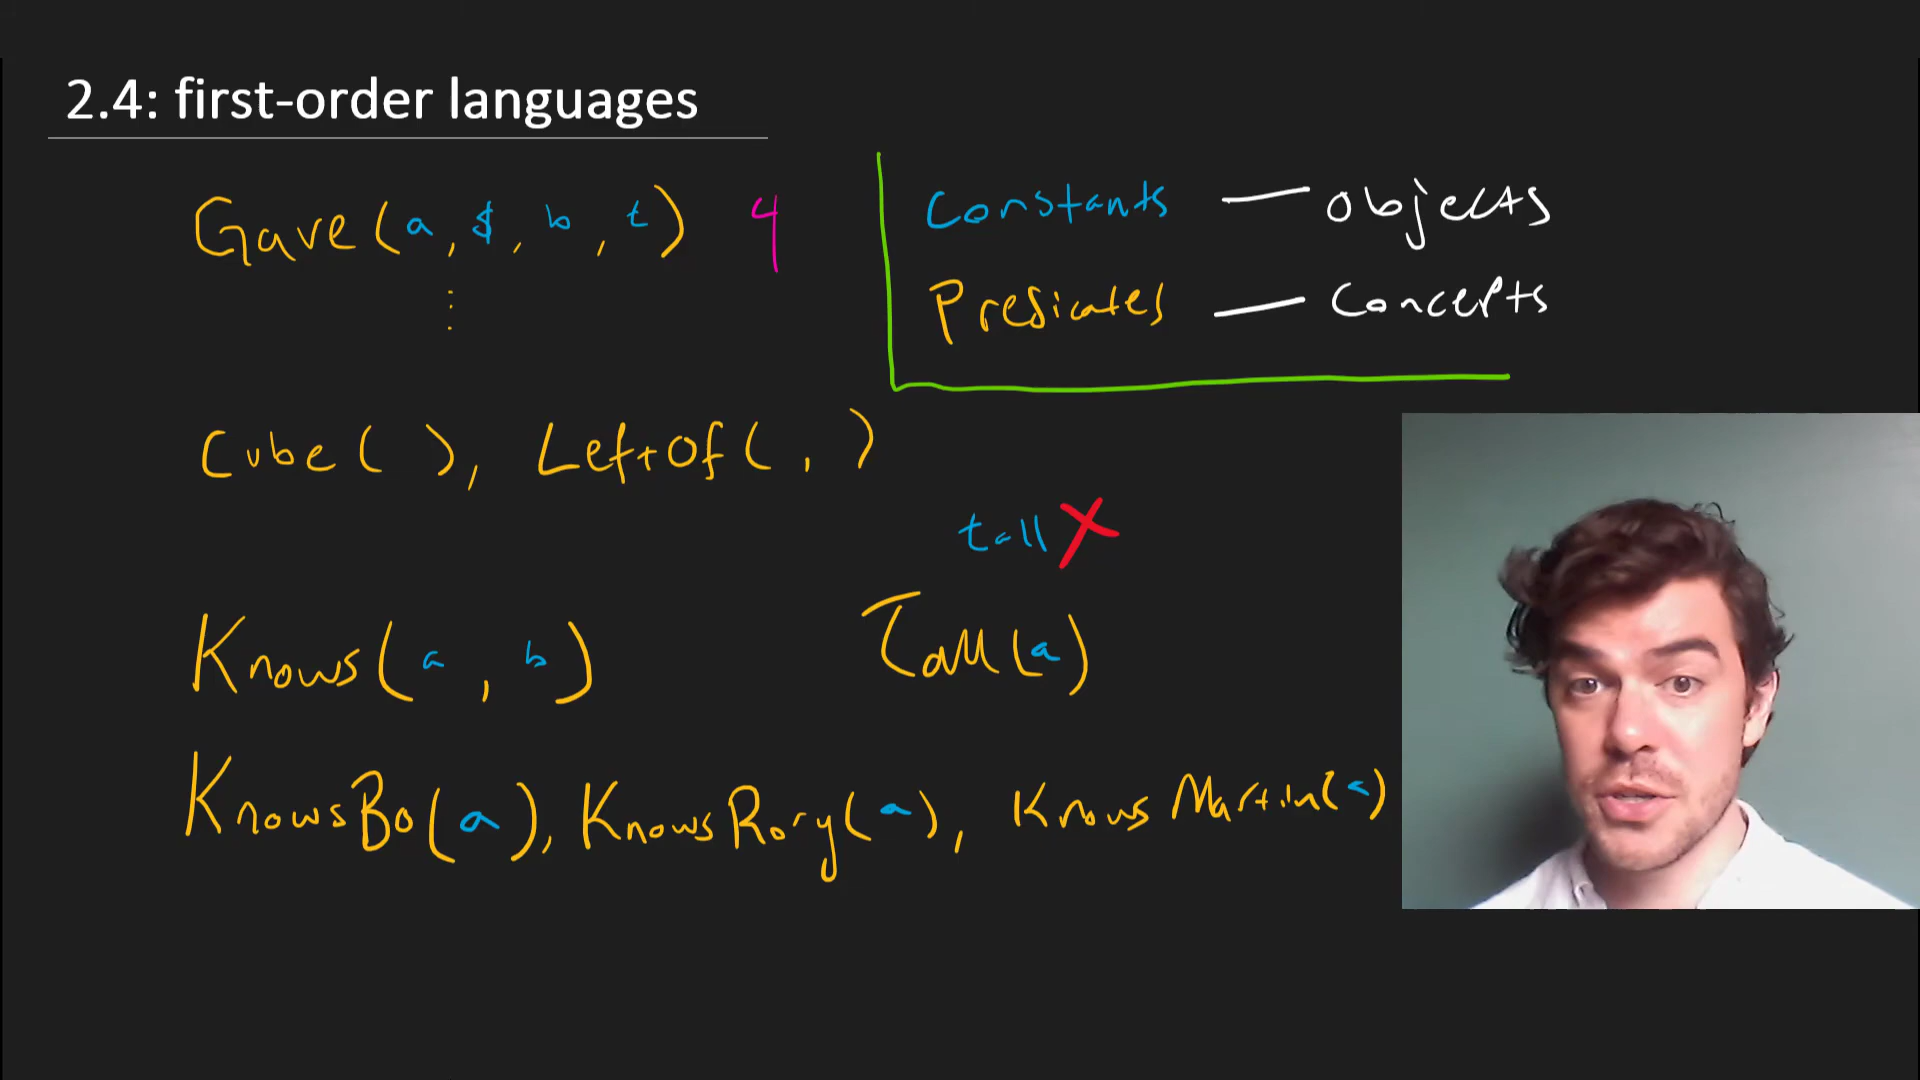 2.4: first-order languages
Gave(a, $, b, t) 4
⋮
Constants — objects
Predicates — concepts
Cube( ), LeftOf( , )
tall
Knows(a, b)
Tall(a)
KnowsBo(a), KnowsRory(a), KnowsMartin(a)